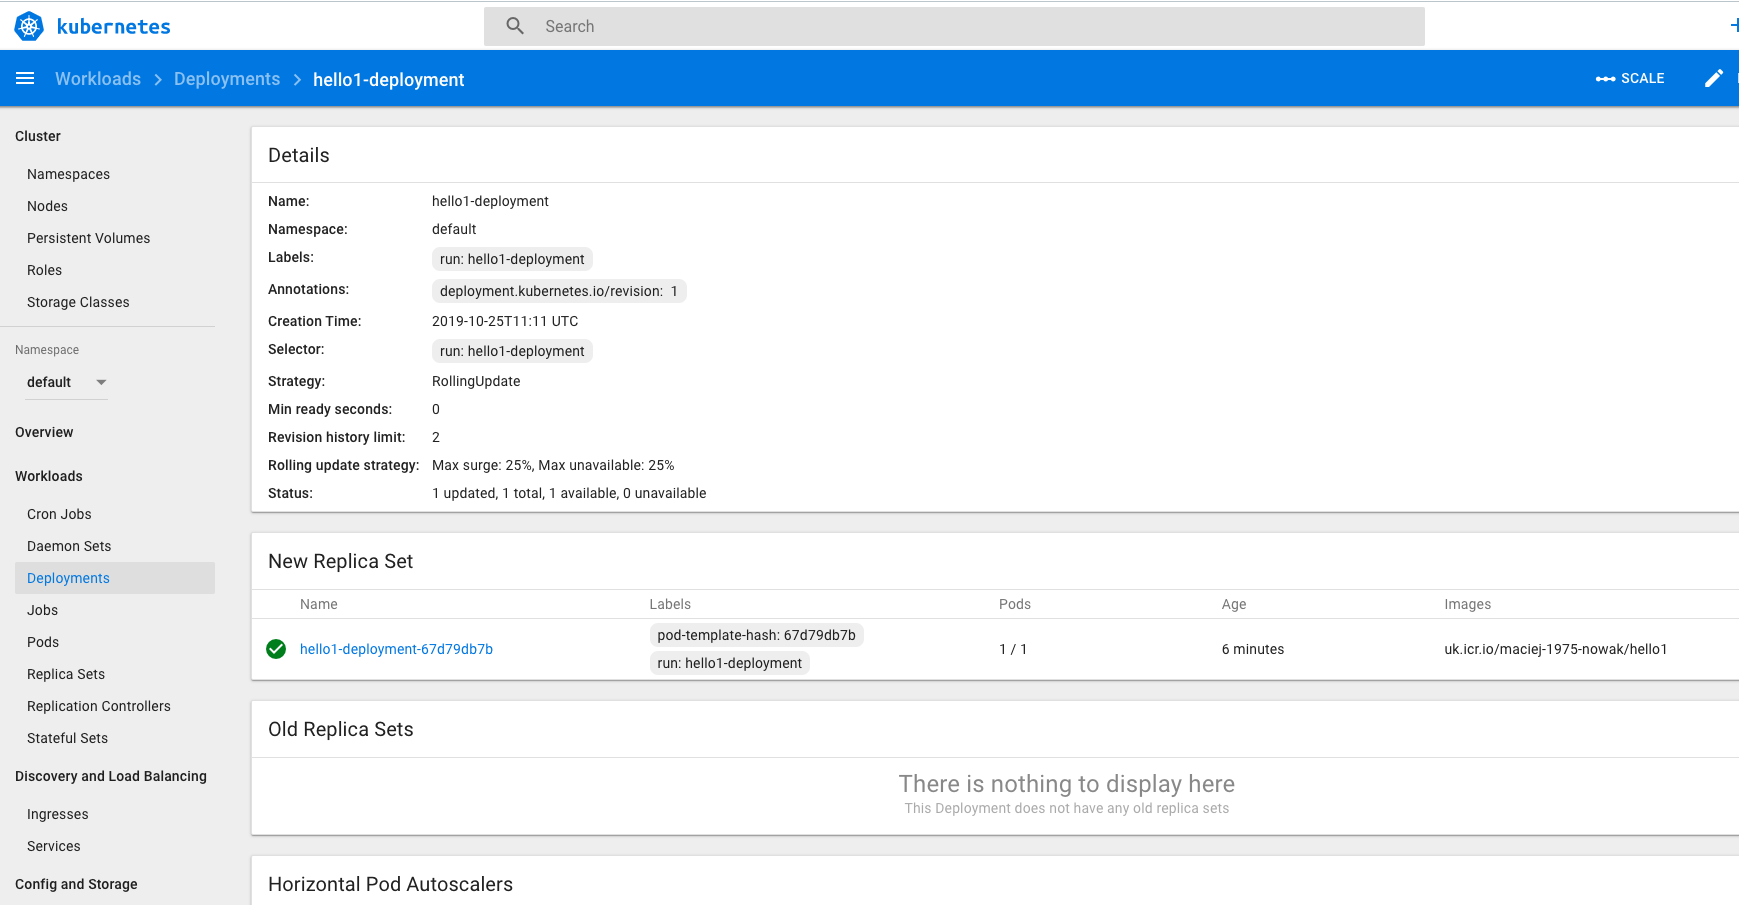 kubernetes
Search
Workloads > Deployments > hello1-deployment
SCALE
Cluster
Namespaces
Nodes
Persistent Volumes
Roles
Storage Classes
Namespace
default
Overview
Workloads
Cron Jobs
Daemon Sets
Deployments
Jobs
Pods
Replica Sets
Replication Controllers
Stateful Sets
Discovery and Load Balancing
Ingresses
Services
Config and Storage
Details
Name: hello1-deployment
Namespace: default
Labels: run: hello1-deployment
Annotations: deployment.kubernetes.io/revision: 1
Creation Time: 2019-10-25T11:11 UTC
Selector: run: hello1-deployment
Strategy: RollingUpdate
Min ready seconds: 0
Revision history limit: 2
Rolling update strategy: Max surge: 25%, Max unavailable: 25%
Status: 1 updated, 1 total, 1 available, 0 unavailable
New Replica Set
Name Labels Pods Age Images
hello1-deployment-67d79db7b pod-template-hash: 67d79db7b 1 / 1 6 minutes uk.icr.io/maciej-1975-nowak/hello1
run: hello1-deployment
Old Replica Sets
There is nothing to display here
This Deployment does not have any old replica sets
Horizontal Pod Autoscalers